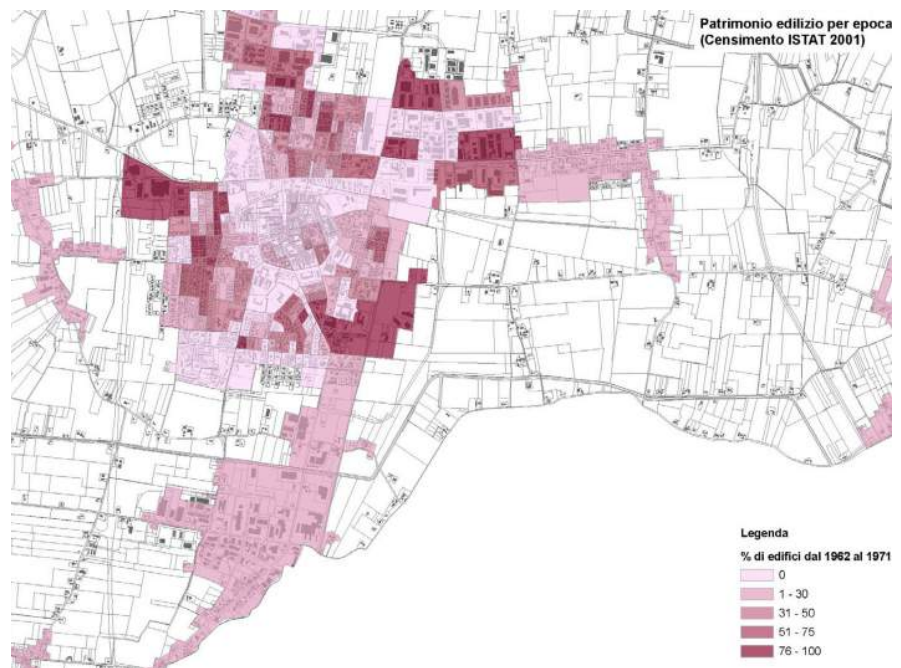 Patrimonio edilizio per epoca
(Censimento ISTAT 2001)
Legenda
% di edifici dal 1962 al 1971
0
1 - 30
31 - 50
51 - 75
76 - 100